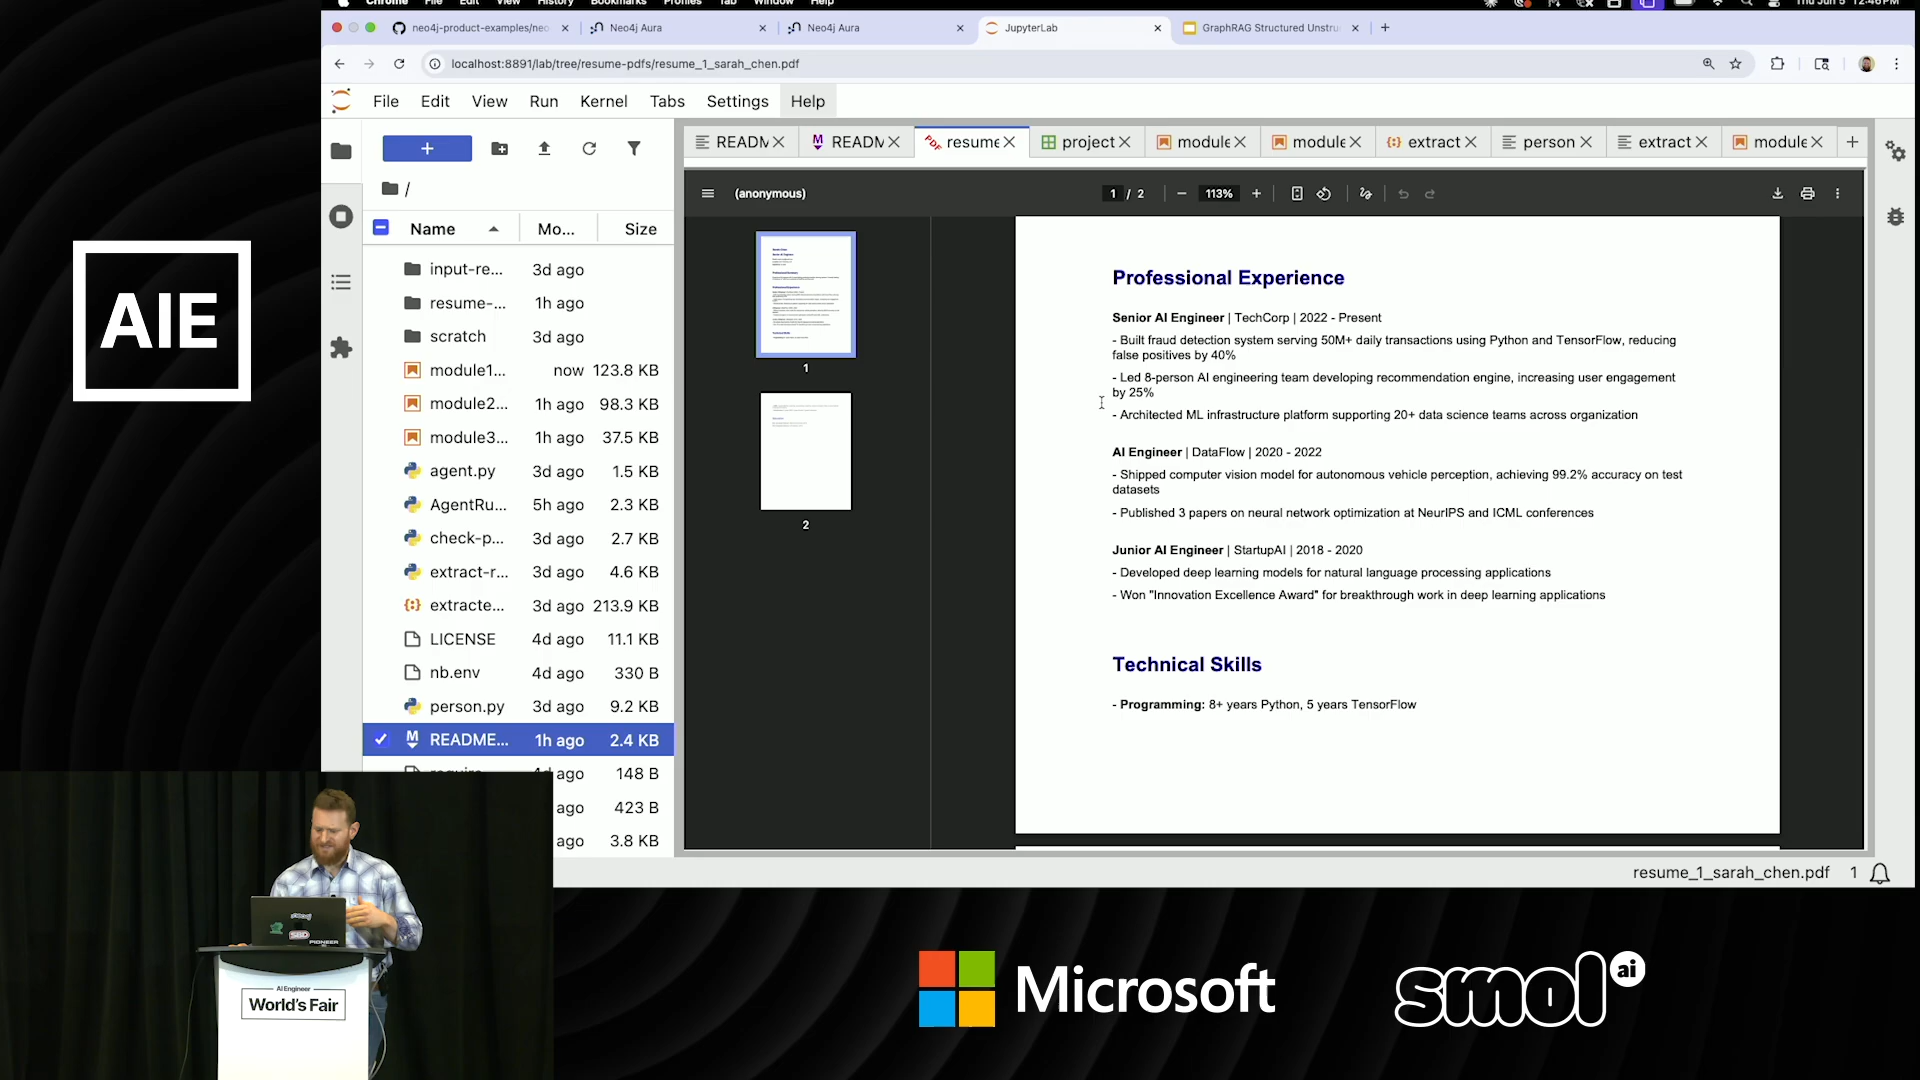 Chrome File Edit View History Bookmarks Profiles Tab Window Help
Thu Jun 5 12:46 PM
neo4j-product-examples/neo
Neo4j Aura
Neo4j Aura
JupyterLab
GraphRAG Structured Unstru
localhost:8891/lab/tree/resume-pdfs/resume_1_sarah_chen.pdf
File Edit View Run Kernel Tabs Settings Help
READM
READM
resume
project
module
module
extract
person
extract
module
/
(anonymous)
1 / 2
113%
Name Mo... Size
input-re... 3d ago
resume-... 1h ago
scratch 3d ago
module1... now 123.8 KB
module2... 1h ago 98.3 KB
module3... 1h ago 37.5 KB
agent.py 3d ago 1.5 KB
AgentRu... 5h ago 2.3 KB
check-p... 3d ago 2.7 KB
extract-r... 3d ago 4.6 KB
extracte... 3d ago 213.9 KB
LICENSE 4d ago 11.1 KB
nb.env 4d ago 330 B
person.py 3d ago 9.2 KB
README... 1h ago 2.4 KB
ago 148 B
ago 423 B
ago 3.8 KB
1
2
Professional Experience
Senior AI Engineer | TechCorp | 2022 - Present
- Built fraud detection system serving 50M+ daily transactions using Python and TensorFlow, reducing
false positives by 40%
- Led 8-person AI engineering team developing recommendation engine, increasing user engagement
by 25%
- Architected ML infrastructure platform supporting 20+ data science teams across organization
AI Engineer | DataFlow | 2020 - 2022
- Shipped computer vision model for autonomous vehicle perception, achieving 99.2% accuracy on test
datasets
- Published 3 papers on neural network optimization at NeurIPS and ICML conferences
Junior AI Engineer | StartupAI | 2018 - 2020
- Developed deep learning models for natural language processing applications
- Won "Innovation Excellence Award" for breakthrough work in deep learning applications
Technical Skills
- Programming: 8+ years Python, 5 years TensorFlow
resume_1_sarah_chen.pdf 1
AIE
PIONEER
AI Engineer
World's Fair
Microsoft
smol ai